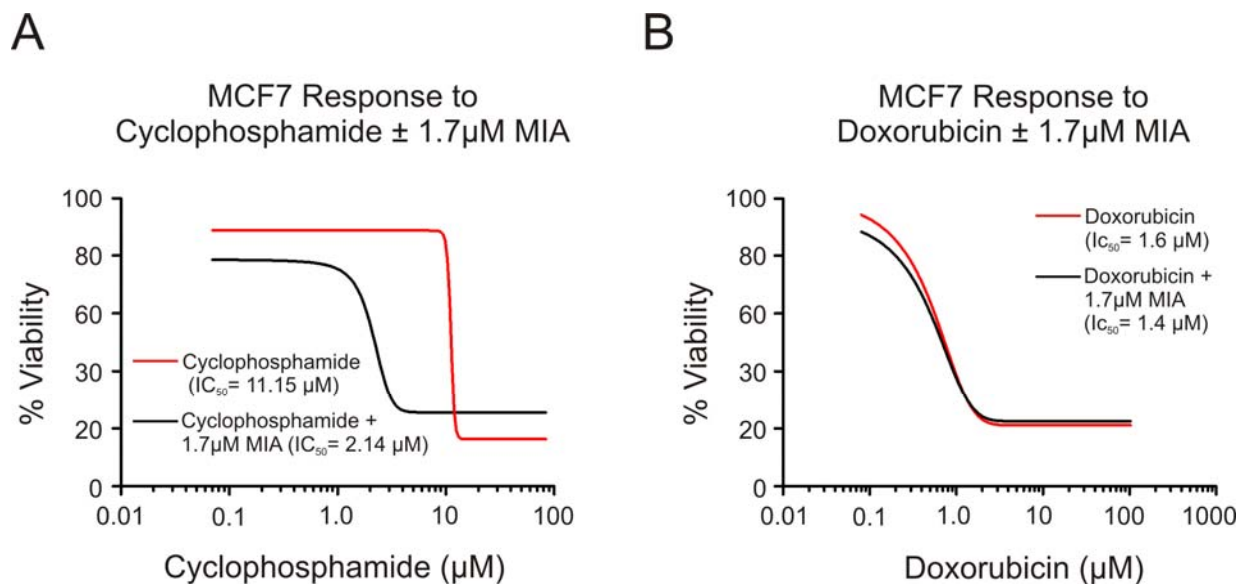 A
MCF7 Response to
Cyclophosphamide ± 1.7µM MIA
100
80
60
30
20
0
% Viability
Cyclophosphamide
(IC₅₀= 11.15 µM)
Cyclophosphamide +
1.7µM MIA (IC₅₀= 2.14 µM)
0.01
0.1
1.0
10
100
Cyclophosphamide (µM)
B
MCF7 Response to
Doxorubicin ± 1.7µM MIA
100
80
60
30
20
0
% Viability
Doxorubicin
(Ic₅₀= 1.6 µM)
Doxorubicin +
1.7µM MIA
(Ic₅₀= 1.4 µM)
0.01
0.1
1.0
10
100
1000
Doxorubicin (µM)